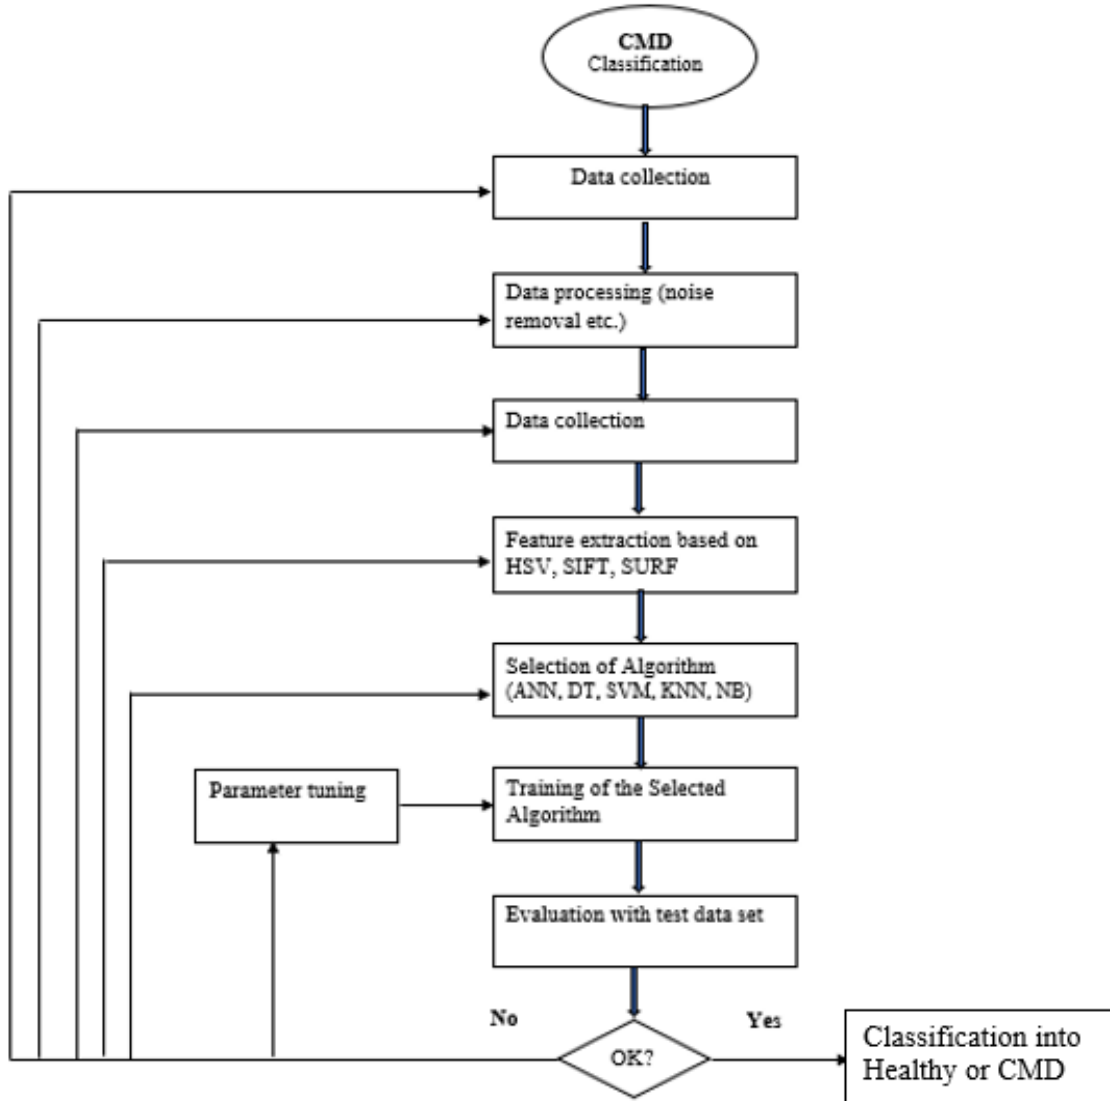 CMD
Classification
Data collection
Data processing (noise
removal etc.)
Data collection
Feature extraction based on
HSV, SIFT, SURF
Selection of Algorithm
(ANN, DT, SVM, KNN, NB)
Parameter tuning
Training of the Selected
Algorithm
Evaluation with test data set
No
Yes
OK?
Classification into
Healthy or CMD